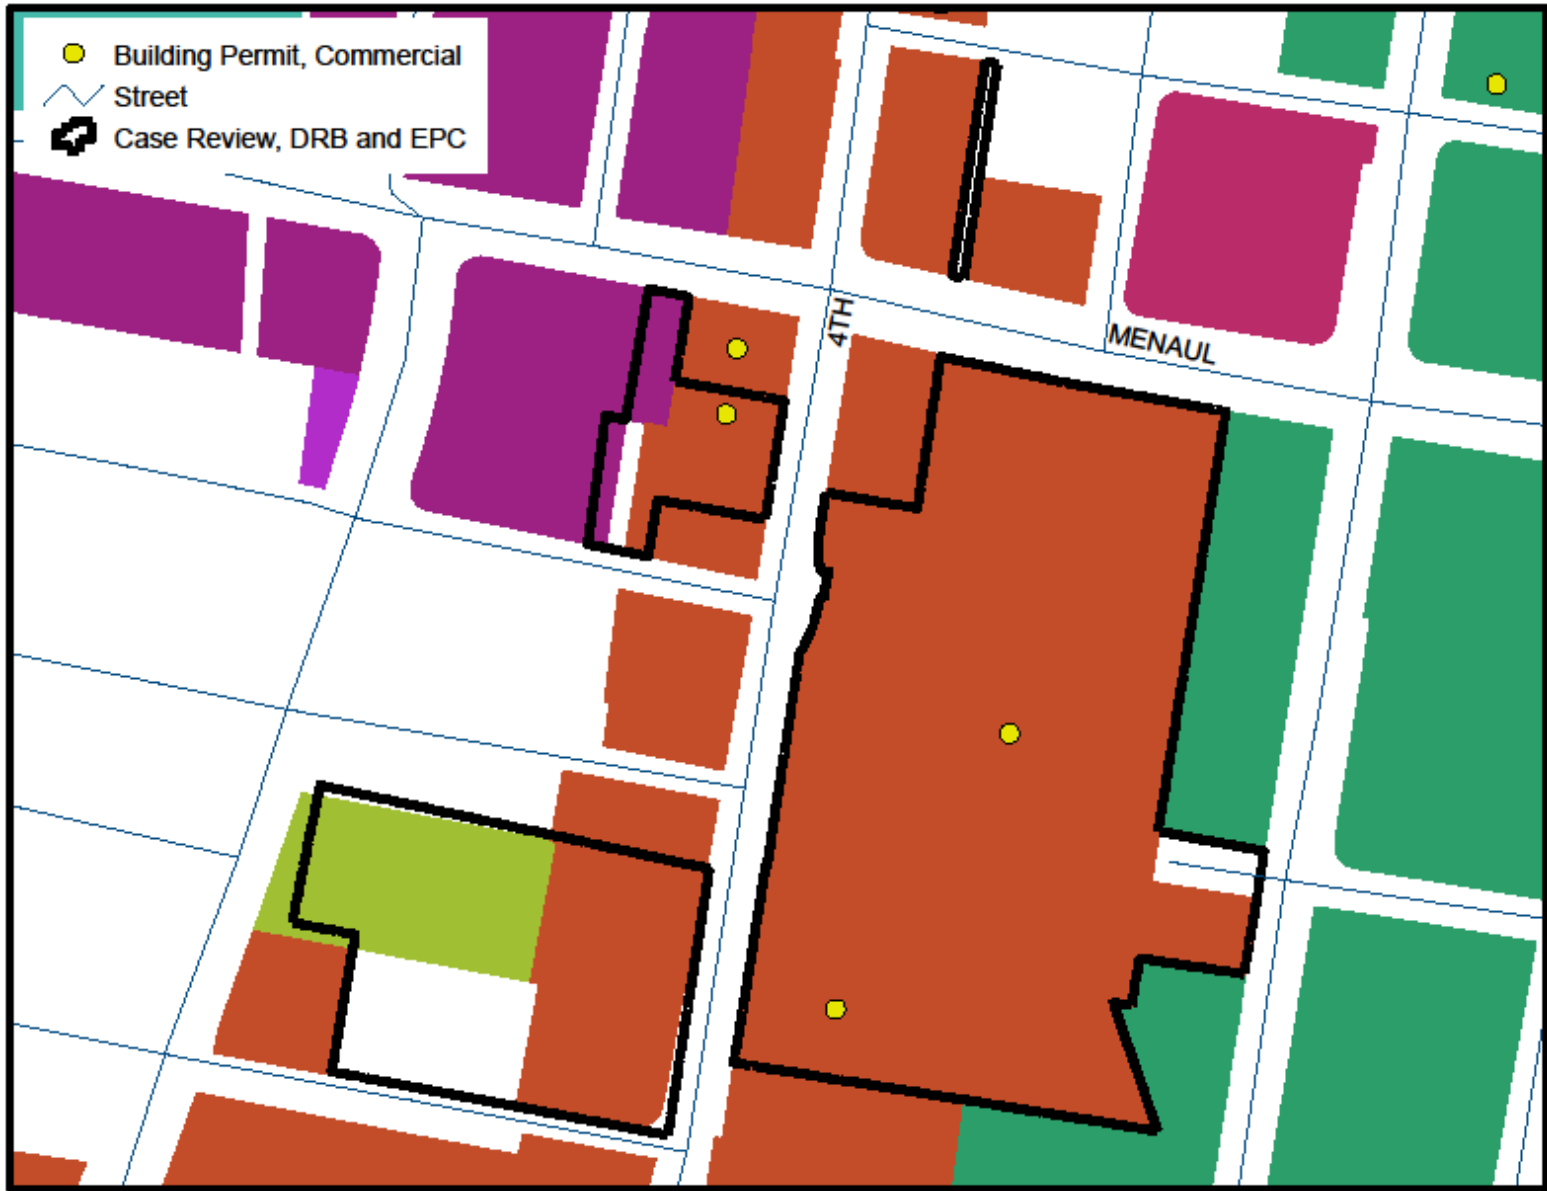 Building Permit, Commercial
Street
Case Review, DRB and EPC
4TH
MENAUL